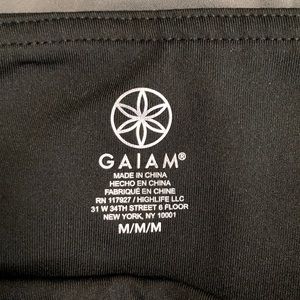 GAIAM®
MADE IN CHINA
HECHO EN CHINA
FABRIQUÉ EN CHINE
RN 117927 / HIGHLIFE LLC
31 W 34TH STREET 6 FLOOR
NEW YORK, NY 10001
M/M/M